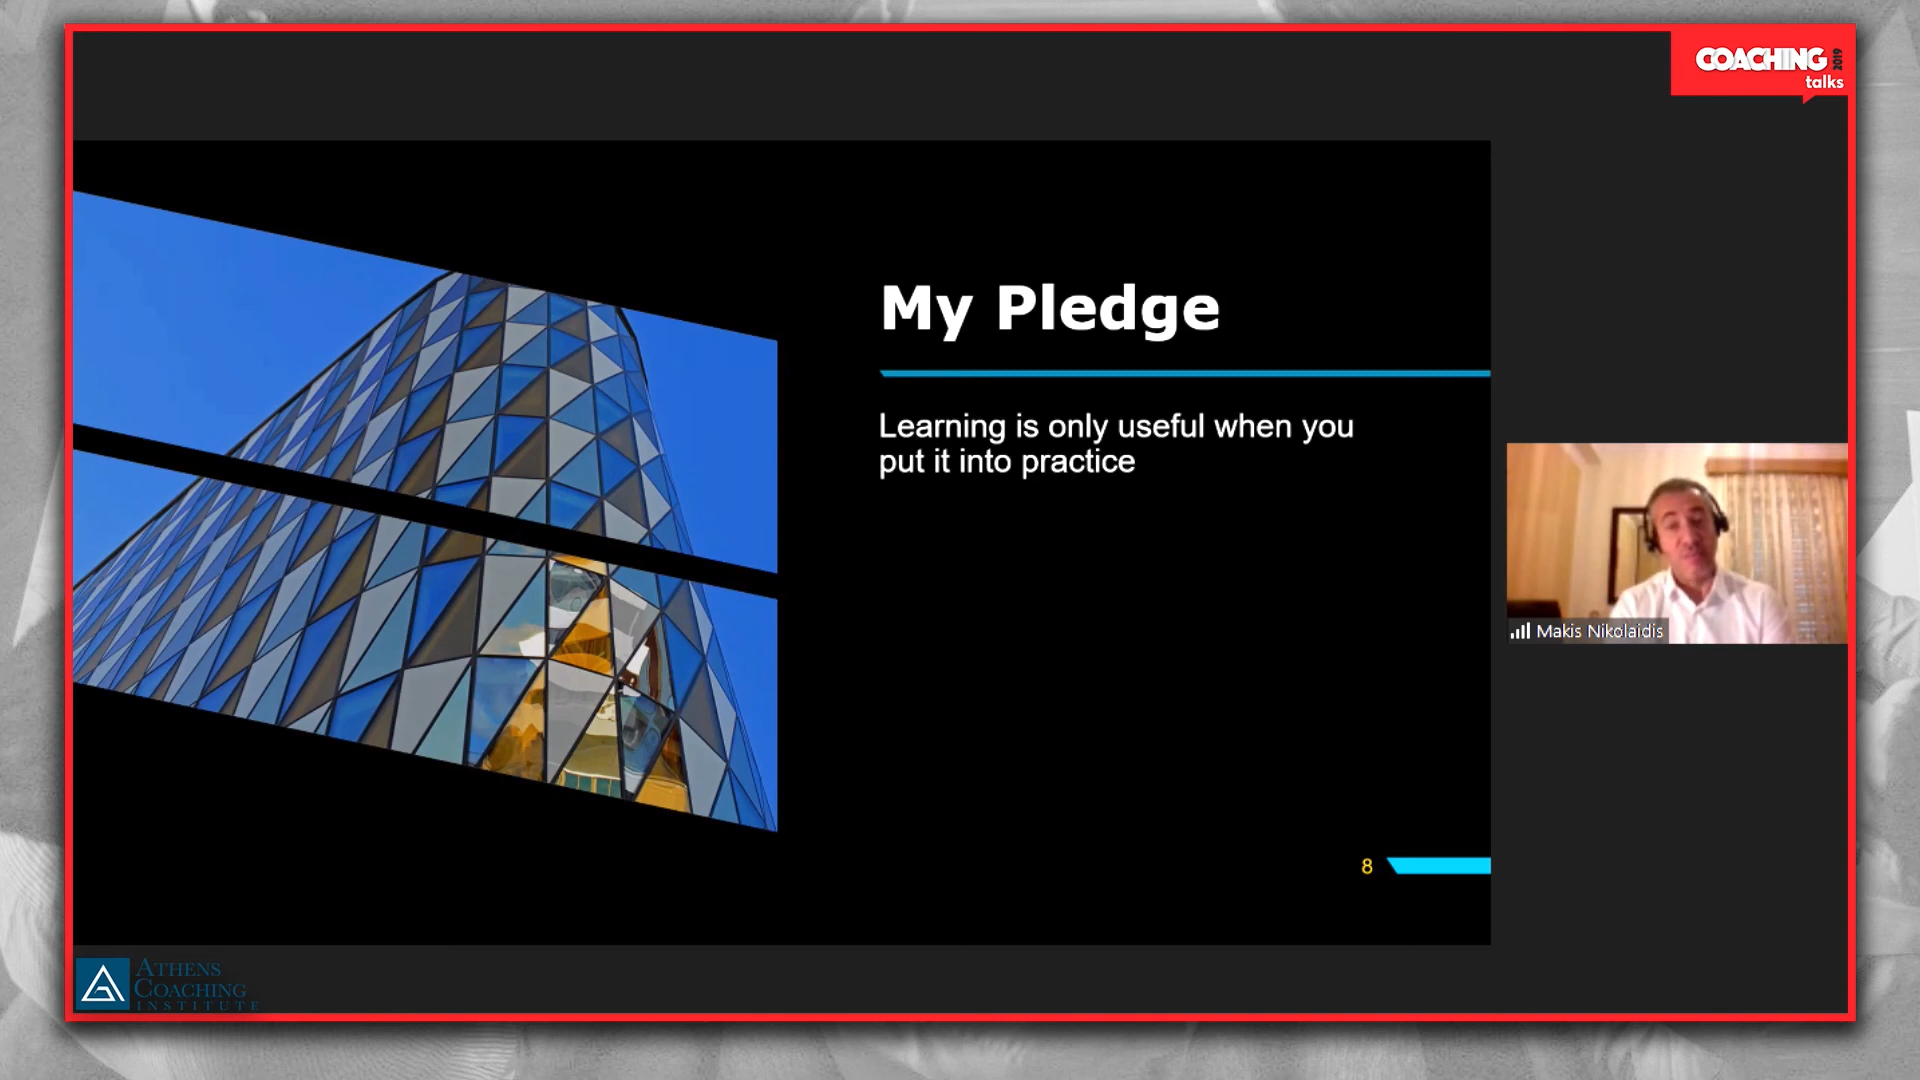 COACHING 2019
talks
My Pledge
Learning is only useful when you
put it into practice
Makis Nikolaidis
8
ATHENS
COACHING
INSTITUTE